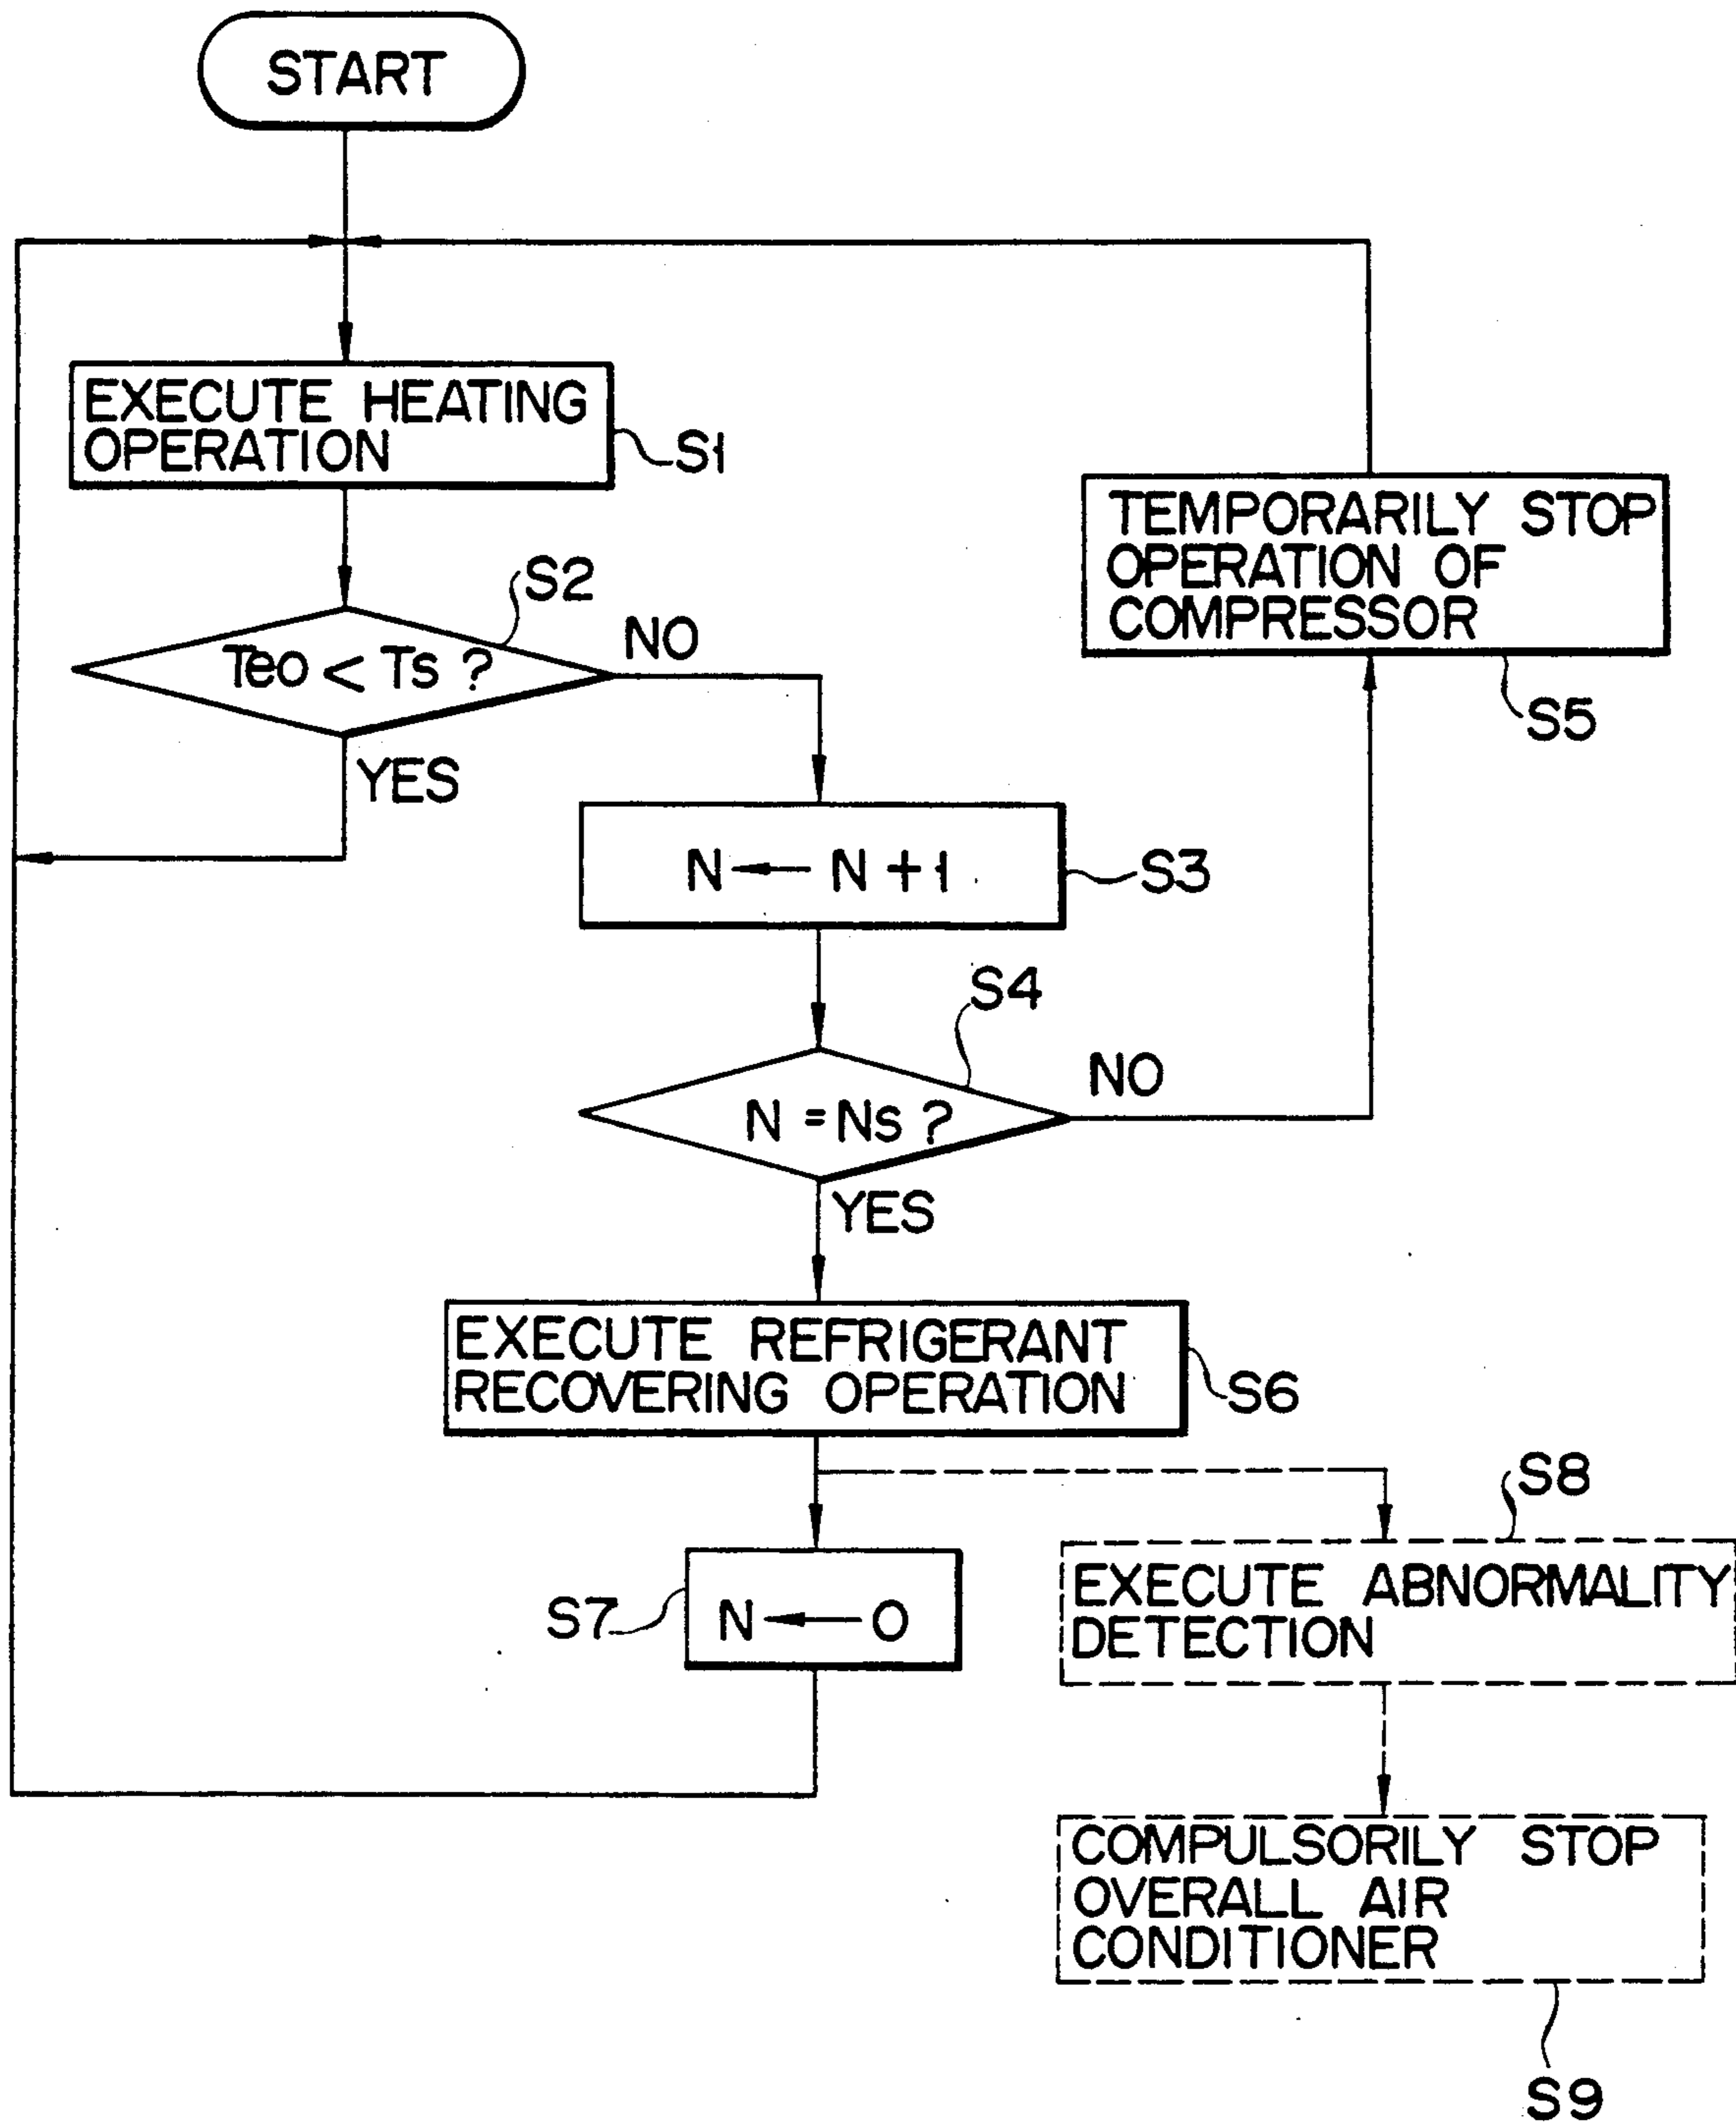 START
EXECUTE HEATING
OPERATION
S1
S2
Teo < Ts ?
NO
YES
TEMPORARILY STOP
OPERATION OF
COMPRESSOR
S5
N ← N + 1
S3
S4
N = Ns ?
NO
YES
EXECUTE REFRIGERANT
RECOVERING OPERATION
S6
S7
N ← 0
S8
EXECUTE ABNORMALITY
DETECTION
COMPULSORILY STOP
OVERALL AIR
CONDITIONER
S9